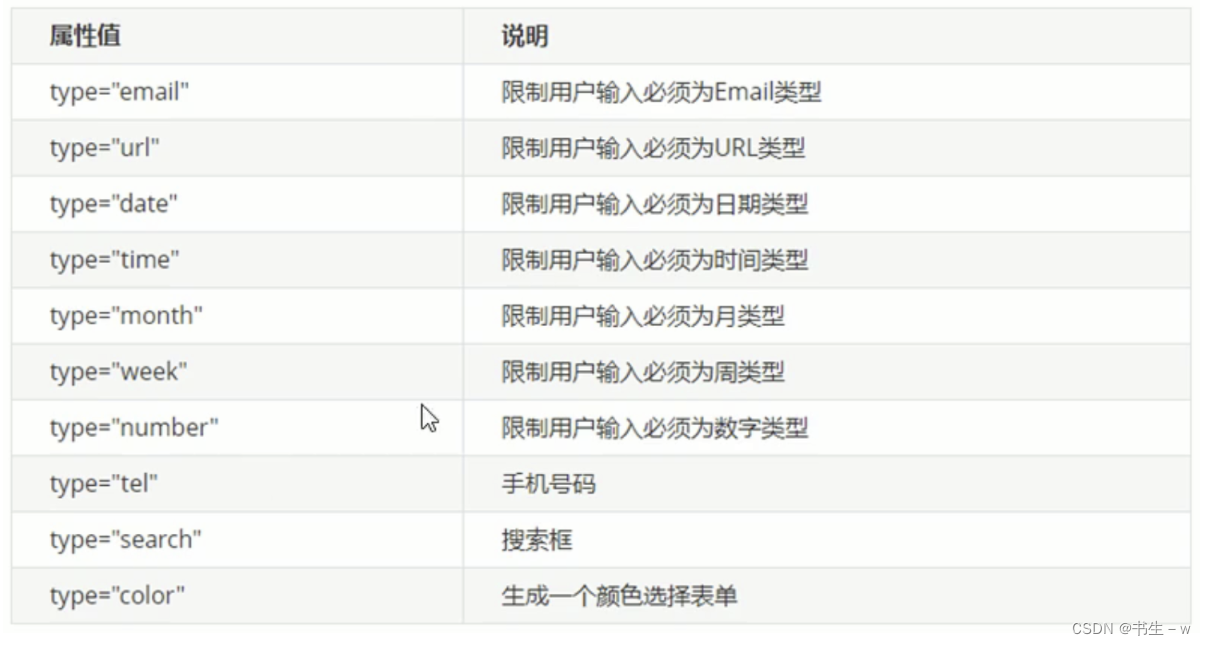 属性值 说明
type="email" 限制用户输入必须为Email类型
type="url" 限制用户输入必须为URL类型
type="date" 限制用户输入必须为日期类型
type="time" 限制用户输入必须为时间类型
type="month" 限制用户输入必须为月类型
type="week" 限制用户输入必须为周类型
type="number" 限制用户输入必须为数字类型
type="tel" 手机号码
type="search" 搜索框
type="color" 生成一个颜色选择表单
CSDN @书生－w